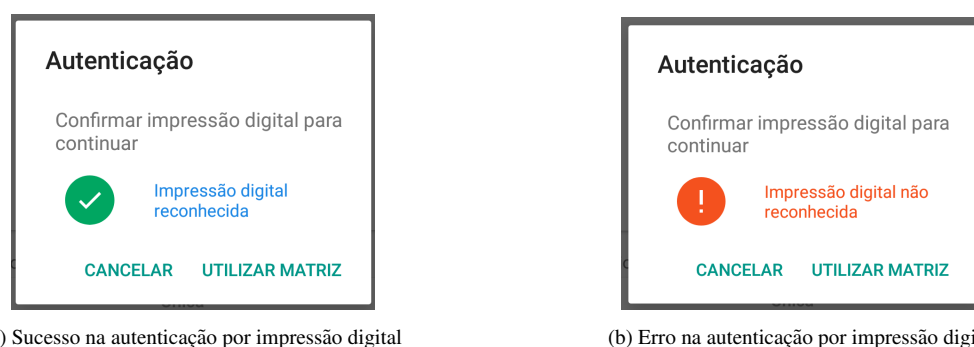 Autenticação
Confirmar impressão digital para
continuar
Impressão digital
reconhecida
CANCELAR UTILIZAR MATRIZ
) Sucesso na autenticação por impressão digital
Autenticação
Confirmar impressão digital para
continuar
Impressão digital não
reconhecida
CANCELAR UTILIZAR MATRIZ
(b) Erro na autenticação por impressão digi